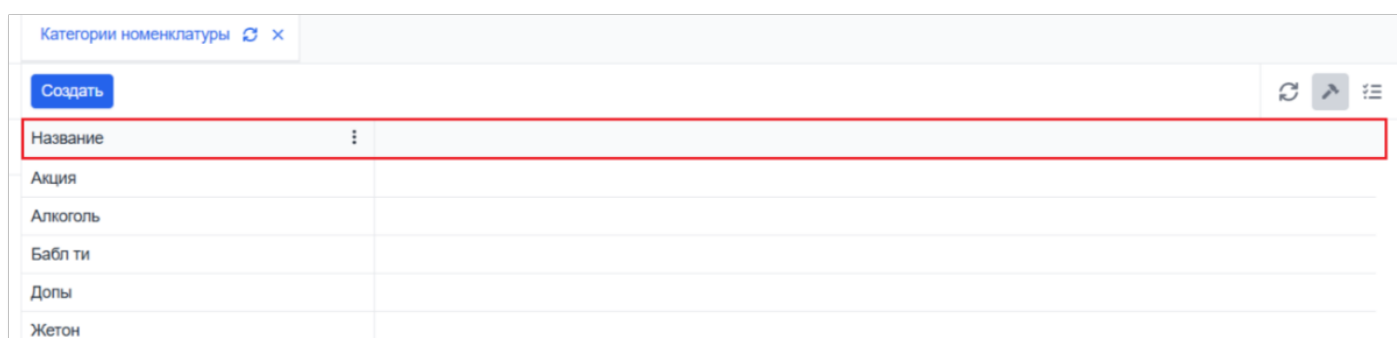 Категории номенклатуры
Создать
Название
Акция
Алкоголь
Бабл ти
Допы
Жетон